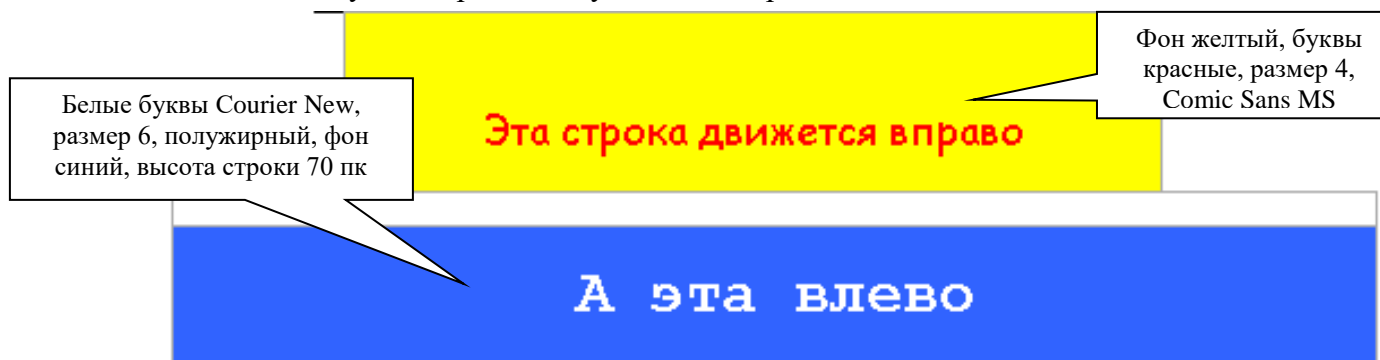 Фон желтый, буквы
красные, размер 4,
Comic Sans MS
Белые буквы Courier New,
размер 6, полужирный, фон
синий, высота строки 70 пк
Эта строка движется вправо
А эта влево